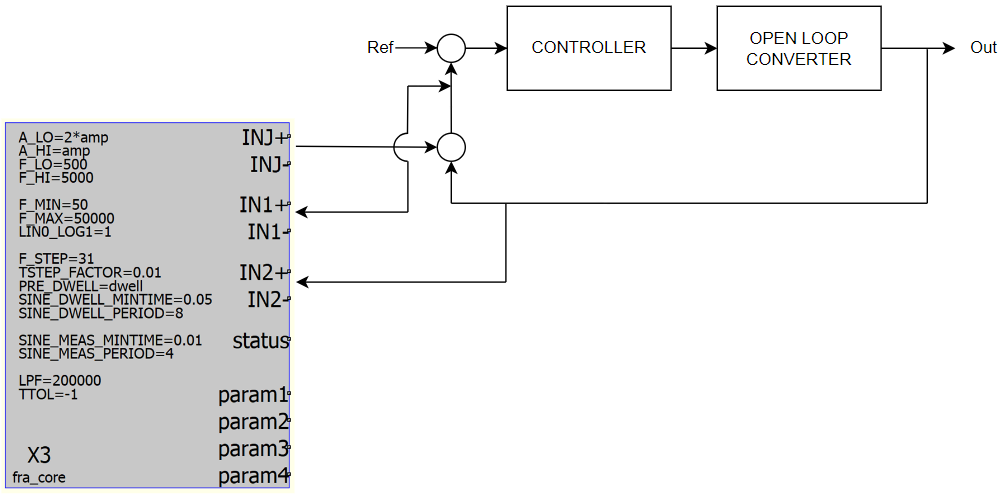 Ref
CONTROLLER
OPEN LOOP
CONVERTER
Out
A_LO=2*amp
A_HI=amp
F_LO=500
F_HI=5000
F_MIN=50
F_MAX=50000
LIN0_LOG1=1
F_STEP=31
TSTEP_FACTOR=0.01
PRE_DWELL=dwell
SINE_DWELL_MINTIME=0.05
SINE_DWELL_PERIOD=8
SINE_MEAS_MINTIME=0.01
SINE_MEAS_PERIOD=4
LPF=200000
TTOL=-1
X3
fra_core
INJ+
INJ-
IN1+
IN1-
IN2+
IN2-
status
param1
param2
param3
param4